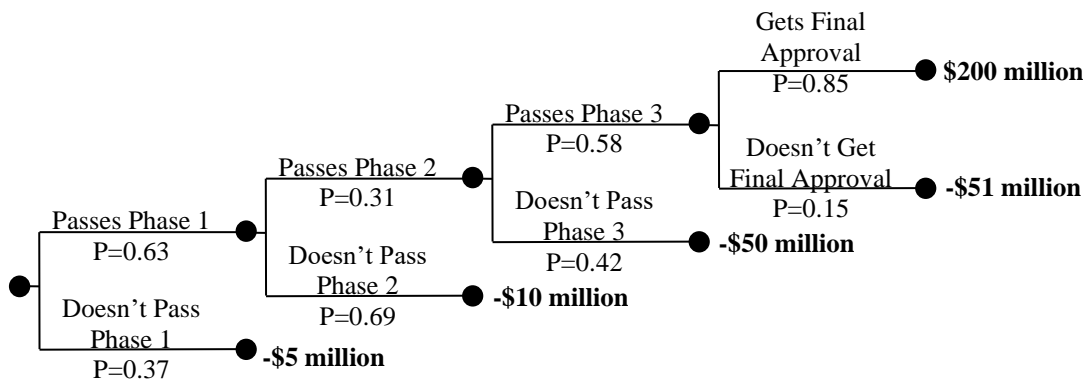 Gets Final
Approval
P=0.85
$200 million
Passes Phase 3
P=0.58
Doesn’t Get
Final Approval
P=0.15
-$51 million
Passes Phase 2
P=0.31
Doesn’t Pass
Phase 3
P=0.42
-$50 million
Passes Phase 1
P=0.63
Doesn’t Pass
Phase 2
P=0.69
-$10 million
Doesn’t Pass
Phase 1
P=0.37
-$5 million